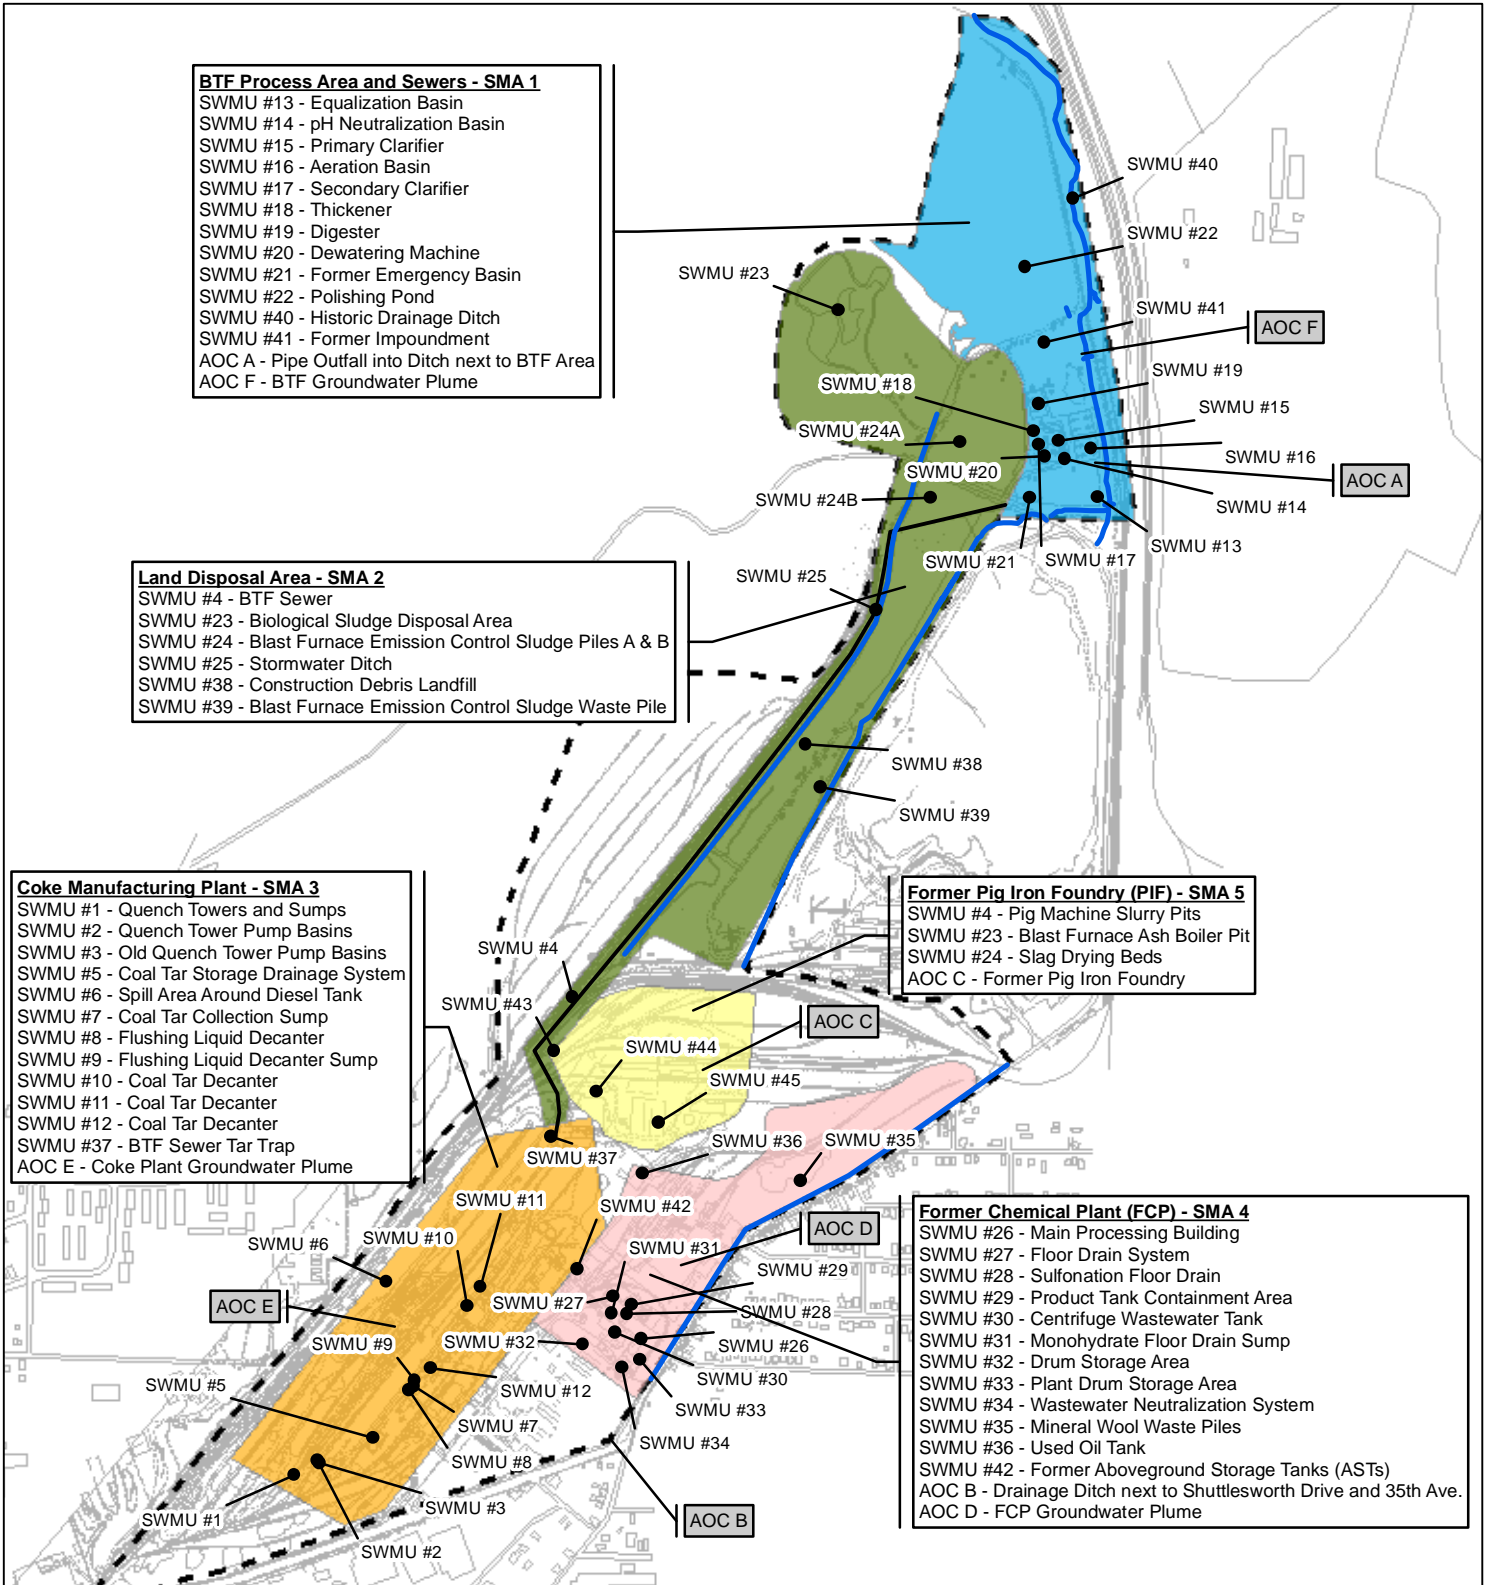 BTF Process Area and Sewers - SMA 1
SWMU #13 - Equalization Basin
SWMU #14 - pH Neutralization Basin
SWMU #15 - Primary Clarifier
SWMU #16 - Aeration Basin
SWMU #17 - Secondary Clarifier
SWMU #18 - Thickener
SWMU #19 - Digester
SWMU #20 - Dewatering Machine
SWMU #21 - Former Emergency Basin
SWMU #22 - Polishing Pond
SWMU #40 - Historic Drainage Ditch
SWMU #41 - Former Impoundment
AOC A - Pipe Outfall into Ditch next to BTF Area
AOC F - BTF Groundwater Plume
SWMU #40
SWMU #22
SWMU #23
SWMU #41
AOC F
SWMU #19
SWMU #18
SWMU #15
SWMU #24A
SWMU #16
SWMU #20
AOC A
SWMU #24B
SWMU #14
SWMU #13
SWMU #21
SWMU #17
SWMU #25
Land Disposal Area - SMA 2
SWMU #4 - BTF Sewer
SWMU #23 - Biological Sludge Disposal Area
SWMU #24 - Blast Furnace Emission Control Sludge Piles A & B
SWMU #25 - Stormwater Ditch
SWMU #38 - Construction Debris Landfill
SWMU #39 - Blast Furnace Emission Control Sludge Waste Pile
SWMU #38
SWMU #39
Coke Manufacturing Plant - SMA 3
SWMU #1 - Quench Towers and Sumps
SWMU #2 - Quench Tower Pump Basins
SWMU #3 - Old Quench Tower Pump Basins
SWMU #5 - Coal Tar Storage Drainage System
SWMU #6 - Spill Area Around Diesel Tank
SWMU #7 - Coal Tar Collection Sump
SWMU #8 - Flushing Liquid Decanter
SWMU #9 - Flushing Liquid Decanter Sump
SWMU #10 - Coal Tar Decanter
SWMU #11 - Coal Tar Decanter
SWMU #12 - Coal Tar Decanter
SWMU #37 - BTF Sewer Tar Trap
AOC E - Coke Plant Groundwater Plume
Former Pig Iron Foundry (PIF) - SMA 5
SWMU #4 - Pig Machine Slurry Pits
SWMU #23 - Blast Furnace Ash Boiler Pit
SWMU #24 - Slag Drying Beds
AOC C - Former Pig Iron Foundry
SWMU #4
SWMU #43
AOC C
SWMU #44
SWMU #45
SWMU #36
SWMU #35
SWMU #37
SWMU #11
SWMU #42
SWMU #10
SWMU #6
AOC D
SWMU #31
SWMU #29
SWMU #27
SWMU #28
AOC E
SWMU #9
SWMU #32
SWMU #26
SWMU #30
SWMU #5
SWMU #12
SWMU #33
SWMU #7
SWMU #34
SWMU #8
SWMU #3
SWMU #1
SWMU #2
AOC B
Former Chemical Plant (FCP) - SMA 4
SWMU #26 - Main Processing Building
SWMU #27 - Floor Drain System
SWMU #28 - Sulfonation Floor Drain
SWMU #29 - Product Tank Containment Area
SWMU #30 - Centrifuge Wastewater Tank
SWMU #31 - Monohydrate Floor Drain Sump
SWMU #32 - Drum Storage Area
SWMU #33 - Plant Drum Storage Area
SWMU #34 - Wastewater Neutralization System
SWMU #35 - Mineral Wool Waste Piles
SWMU #36 - Used Oil Tank
SWMU #42 - Former Aboveground Storage Tanks (ASTs)
AOC B - Drainage Ditch next to Shuttlesworth Drive and 35th Ave.
AOC D - FCP Groundwater Plume